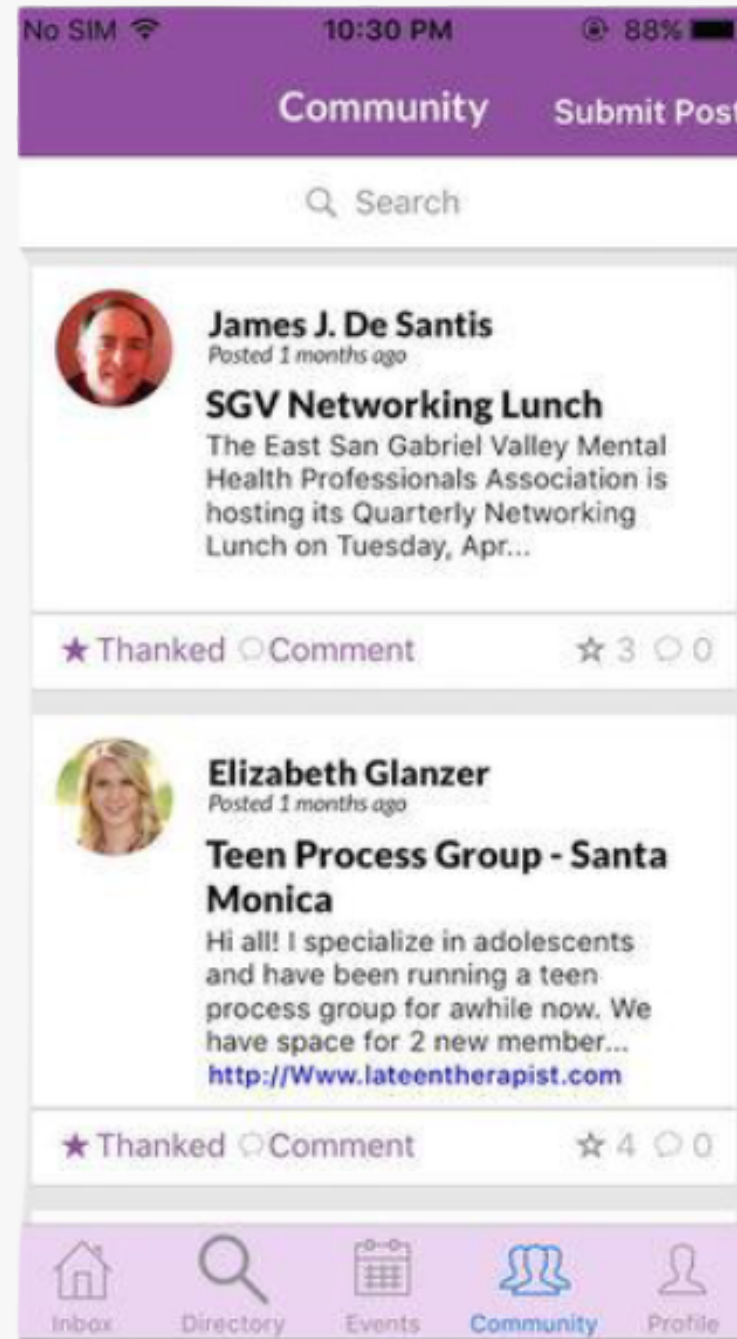 No SIM 10:30 PM 88%
Community Submit Post
Search
James J. De Santis
Posted 1 months ago
SGV Networking Lunch
The East San Gabriel Valley Mental
Health Professionals Association is
hosting its Quarterly Networking
Lunch on Tuesday, Apr...
Thanked Comment 3 0
Elizabeth Glanzer
Posted 1 months ago
Teen Process Group - Santa
Monica
Hi all! I specialize in adolescents
and have been running a teen
process group for awhile now. We
have space for 2 new member...
http://Www.lateentherapist.com
Thanked Comment 4 0
Inbox Directory Events Community Profile